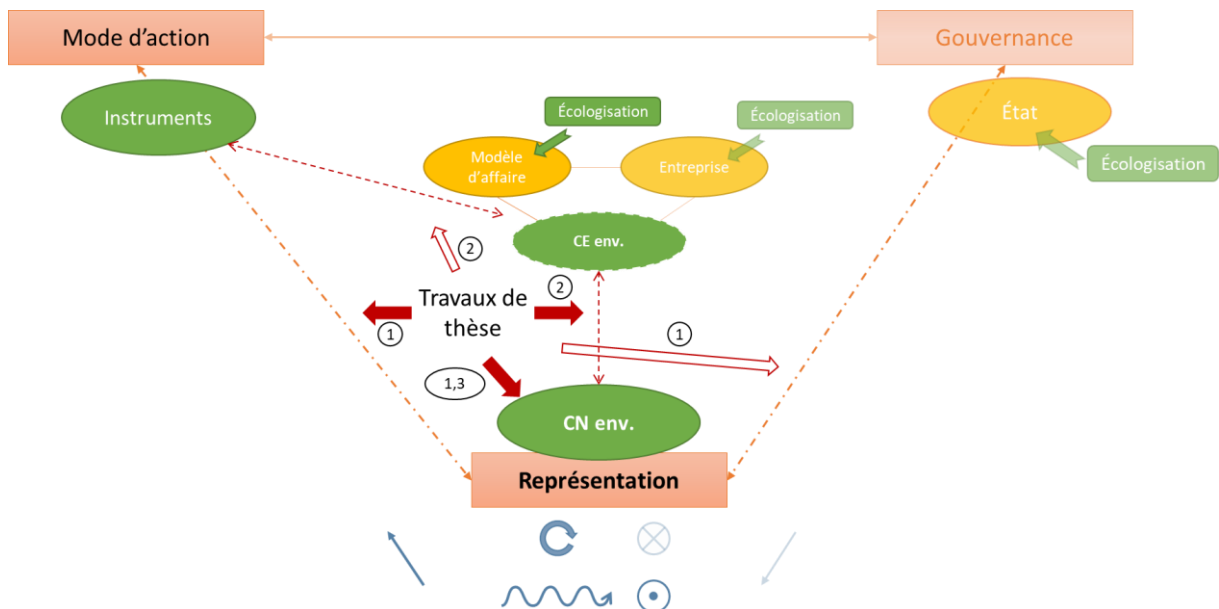 Mode d'action
Gouvernance
Instruments
Écologisation
Écologisation
État
Modèle
d'affaire
Entreprise
Écologisation
CE env.
2
2
Travaux de
thèse
1
1
1,3
CN env.
Représentation